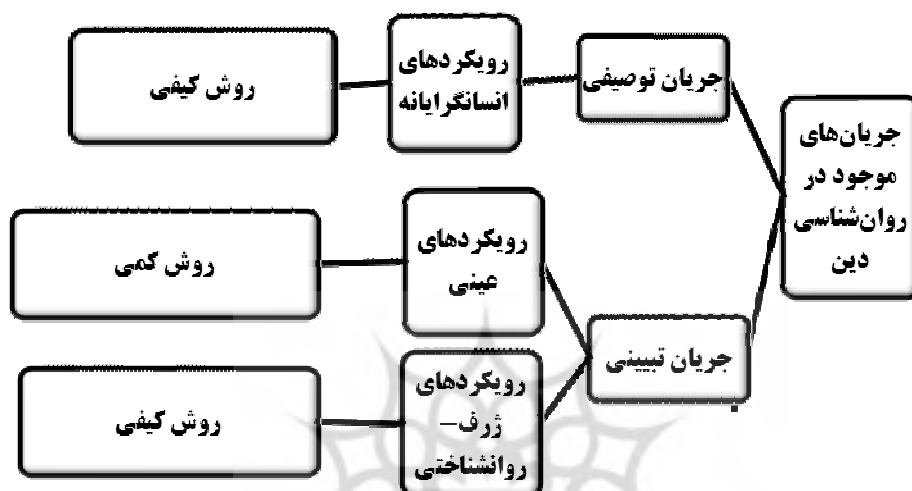 جریان‌های
موجود در
روان‌شناسی
دین
جریان توصیفی
رویکردهای
انسانگرایانه
روش کیفی
جریان تبیینی
رویکردهای
عینی
روش کمی
رویکردهای
ژرف–
روانشناختی
روش کیفی